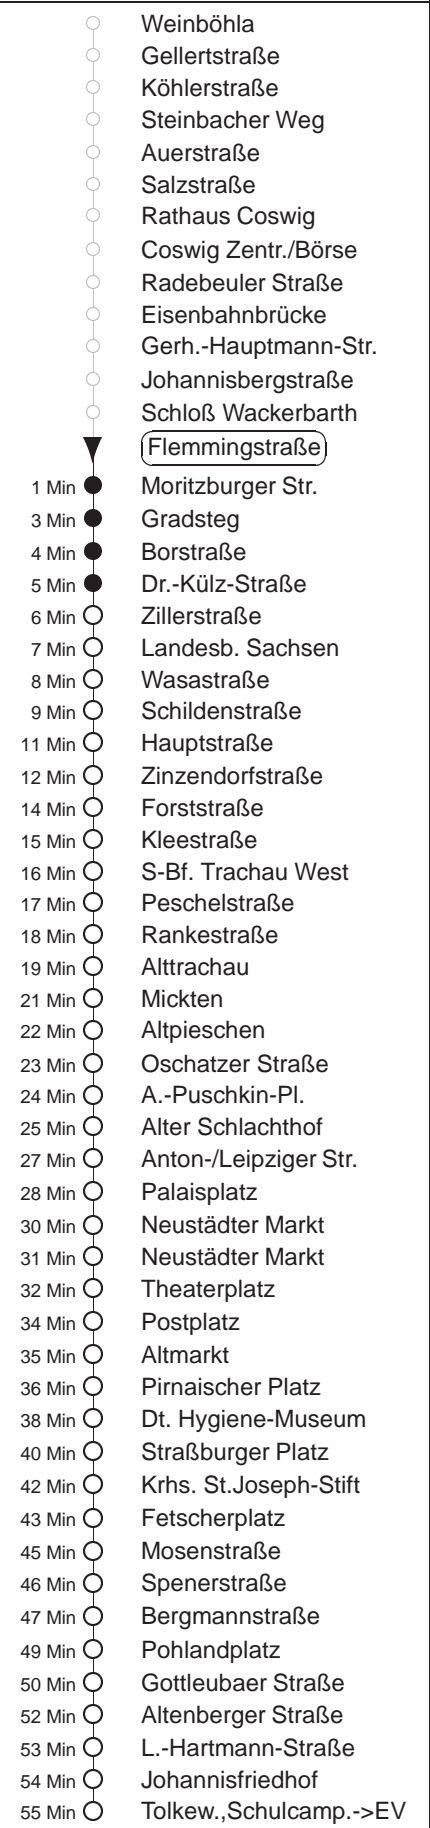 Weinböhla
Gellertstraße
Köhlerstraße
Steinbacher Weg
Auerstraße
Salzstraße
Rathaus Coswig
Coswig Zentr./Börse
Radebeuler Straße
Eisenbahnbrücke
Gerh.-Hauptmann-Str.
Johannisbergstraße
Schloß Wackerbarth
Flemmingstraße
1 Min Moritzburger Str.
3 Min Gradsteg
4 Min Borstraße
5 Min Dr.-Külz-Straße
6 Min Zillerstraße
7 Min Landesb. Sachsen
8 Min Wasastraße
9 Min Schildenstraße
11 Min Hauptstraße
12 Min Zinzendorfstraße
14 Min Forststraße
15 Min Kleestraße
16 Min S-Bf. Trachau West
17 Min Peschelstraße
18 Min Rankestraße
19 Min Alttrachau
21 Min Mickten
22 Min Altpieschen
23 Min Oschatzer Straße
24 Min A.-Puschkin-Pl.
25 Min Alter Schlachthof
27 Min Anton-/Leipziger Str.
28 Min Palaisplatz
30 Min Neustädter Markt
31 Min Neustädter Markt
32 Min Theaterplatz
34 Min Postplatz
35 Min Altmarkt
36 Min Pirnaischer Platz
38 Min Dt. Hygiene-Museum
40 Min Straßburger Platz
42 Min Krhs. St.Joseph-Stift
43 Min Fetscherplatz
45 Min Mosenstraße
46 Min Spenerstraße
47 Min Bergmannstraße
49 Min Pohlandplatz
50 Min Gottleubaer Straße
52 Min Altenberger Straße
53 Min L.-Hartmann-Straße
54 Min Johannisfriedhof
55 Min Tolkew.,Schulcamp.->EV